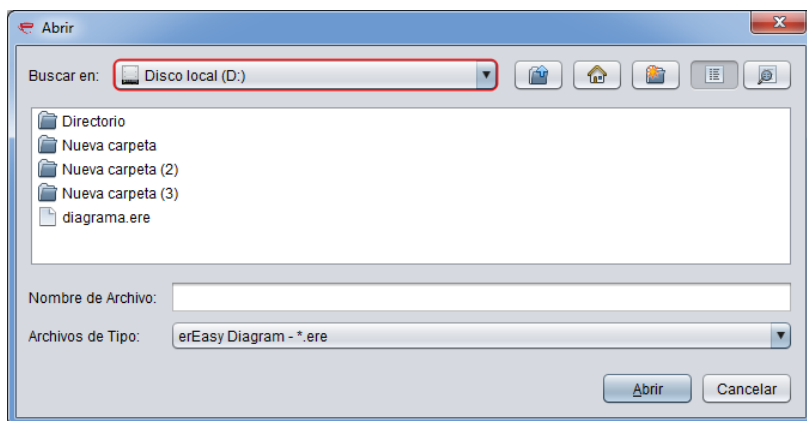 Abrir
Buscar en: Disco local (D:)
Directorio
Nueva carpeta
Nueva carpeta (2)
Nueva carpeta (3)
diagrama.ere
Nombre de Archivo:
Archivos de Tipo: erEasy Diagram - *.ere
Abrir Cancelar